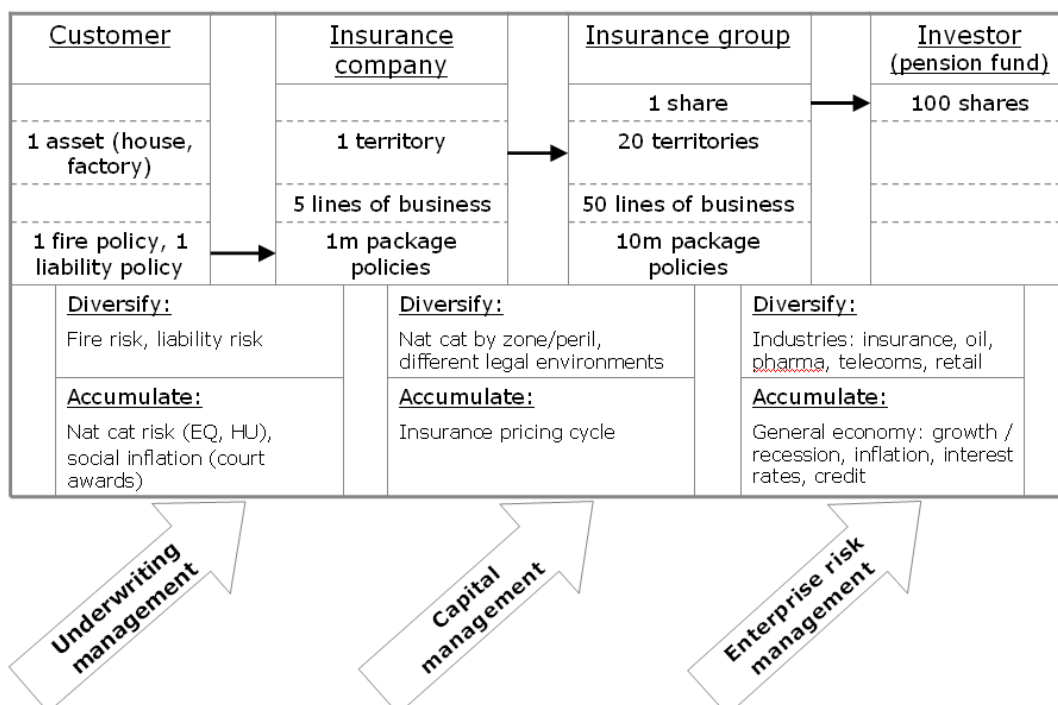 Customer
Insurance
company
Insurance group
Investor
(pension fund)
1 share
100 shares
1 asset (house,
factory)
1 territory
20 territories
5 lines of business
50 lines of business
1 fire policy, 1
liability policy
1m package
policies
10m package
policies
Diversify:
Fire risk, liability risk
Accumulate:
Nat cat risk (EQ, HU),
social inflation (court
awards)
Diversify:
Nat cat by zone/peril,
different legal environments
Accumulate:
Insurance pricing cycle
Diversify:
Industries: insurance, oil,
pharma, telecoms, retail
Accumulate:
General economy: growth /
recession, inflation, interest
rates, credit
Underwriting
management
Capital
management
Enterprise risk
management